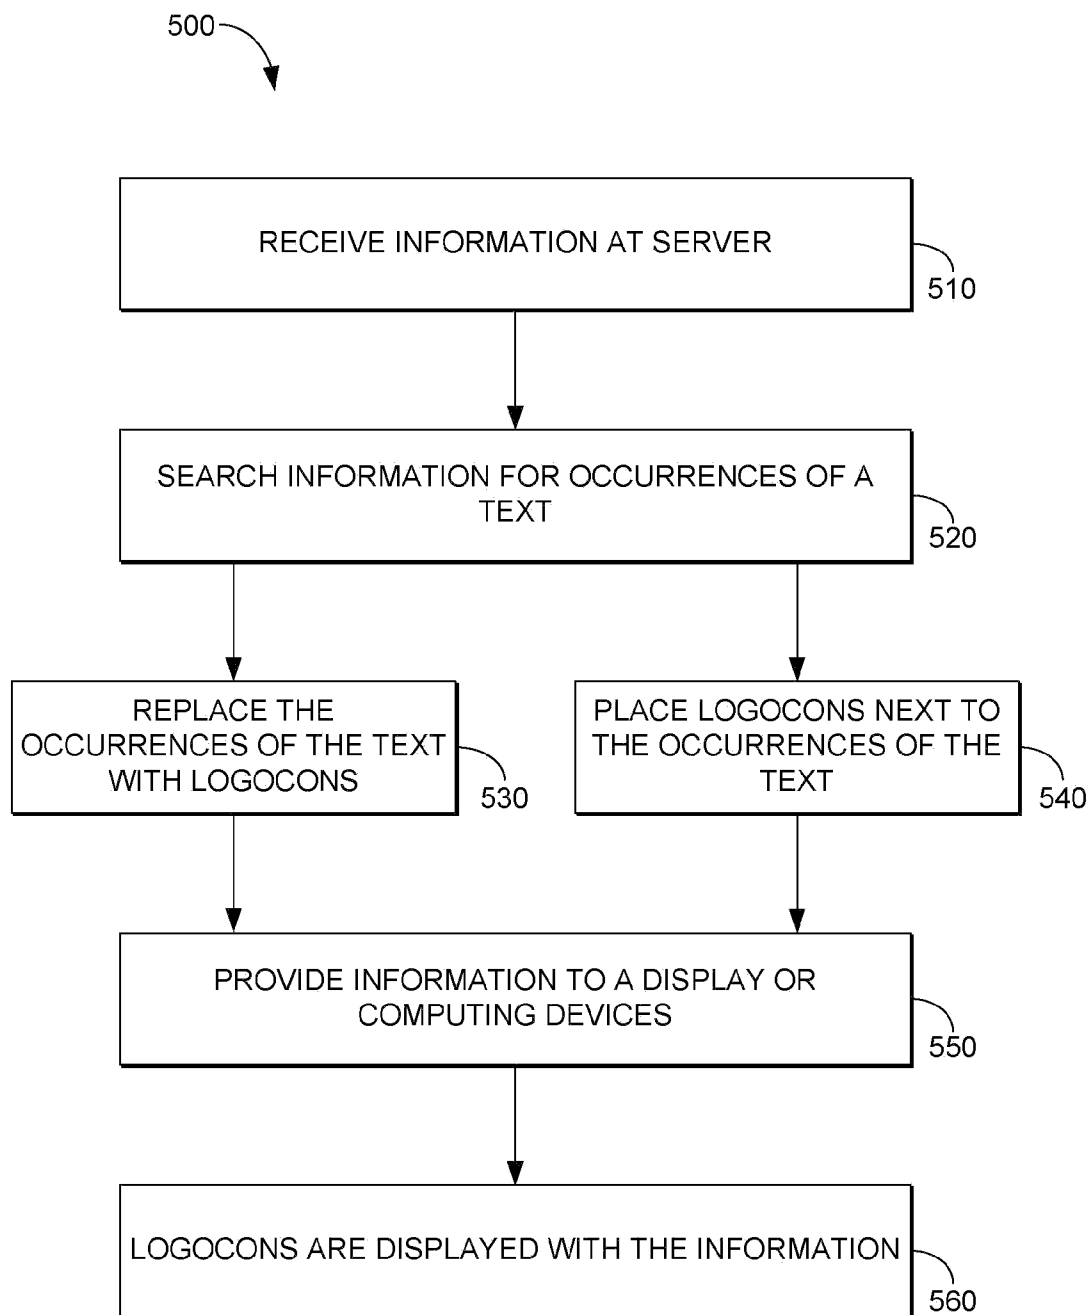 500
RECEIVE INFORMATION AT SERVER
510
SEARCH INFORMATION FOR OCCURRENCES OF A
TEXT
520
REPLACE THE
OCCURRENCES OF THE TEXT
WITH LOGOCONS
530
PLACE LOGOCONS NEXT TO
THE OCCURRENCES OF THE
TEXT
540
PROVIDE INFORMATION TO A DISPLAY OR
COMPUTING DEVICES
550
LOGOCONS ARE DISPLAYED WITH THE INFORMATION
560